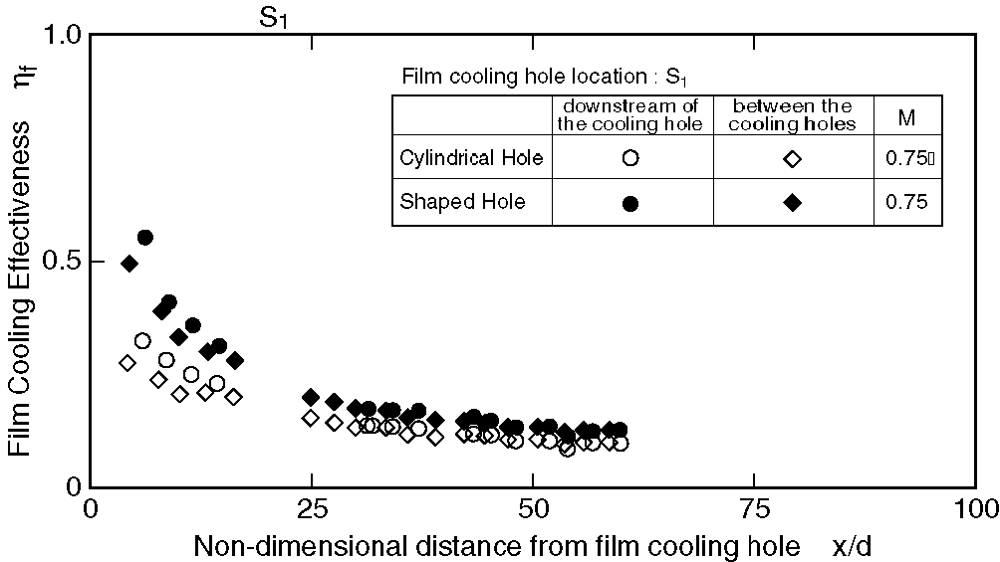 S1
1.0
Film cooling hole location : S1
downstream of the cooling hole
between the cooling holes
M
Cylindrical Hole
0.75▯
Shaped Hole
0.75
0.5
0
0
25
50
75
100
Film Cooling Effectiveness ηf
Non-dimensional distance from film cooling hole x/d